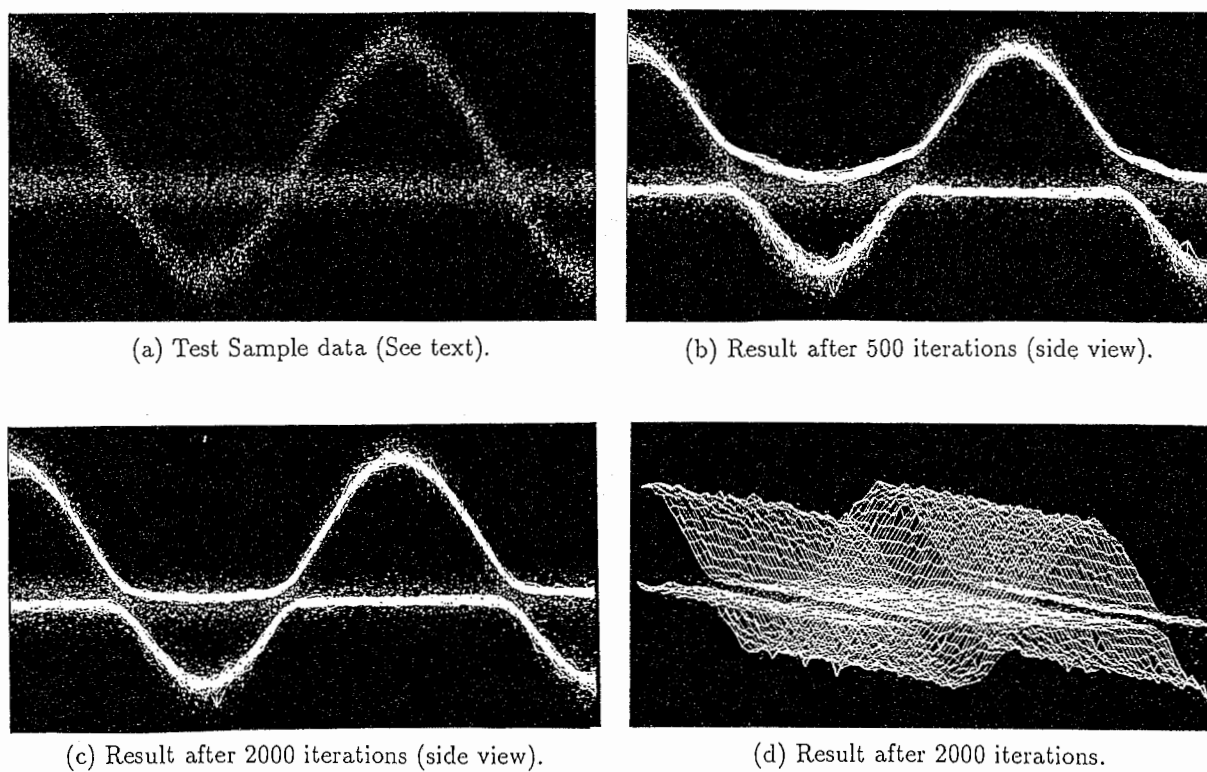 (a) Test Sample data (See text).
(b) Result after 500 iterations (side view).
(c) Result after 2000 iterations (side view).
(d) Result after 2000 iterations.